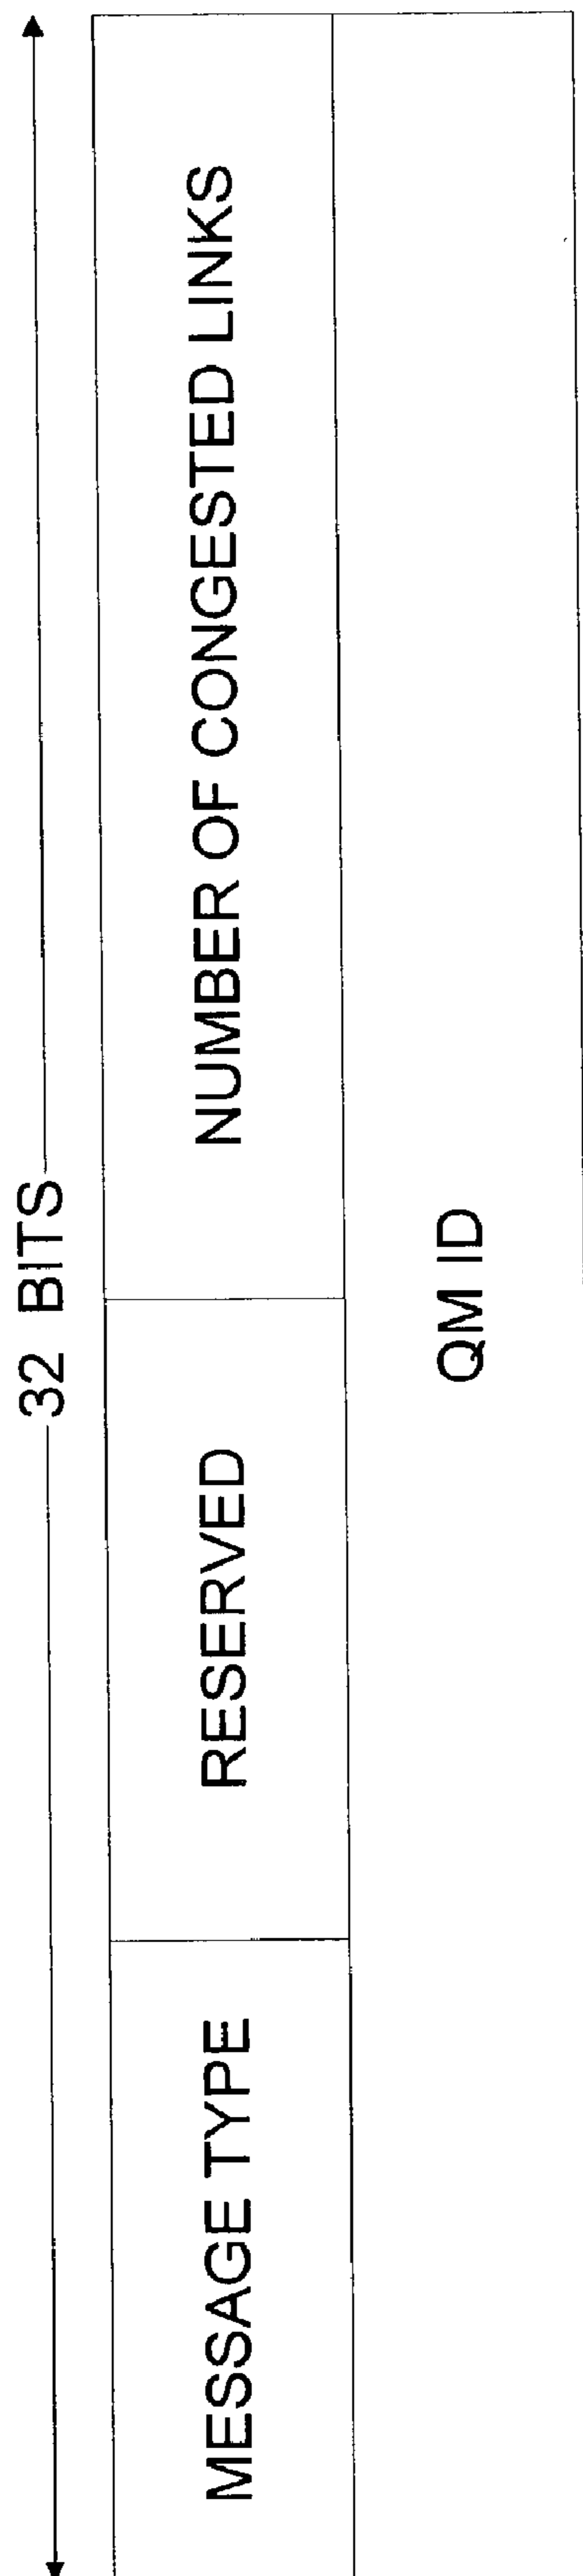 32 BITS
MESSAGE TYPE
RESERVED
NUMBER OF CONGESTED LINKS
QM ID